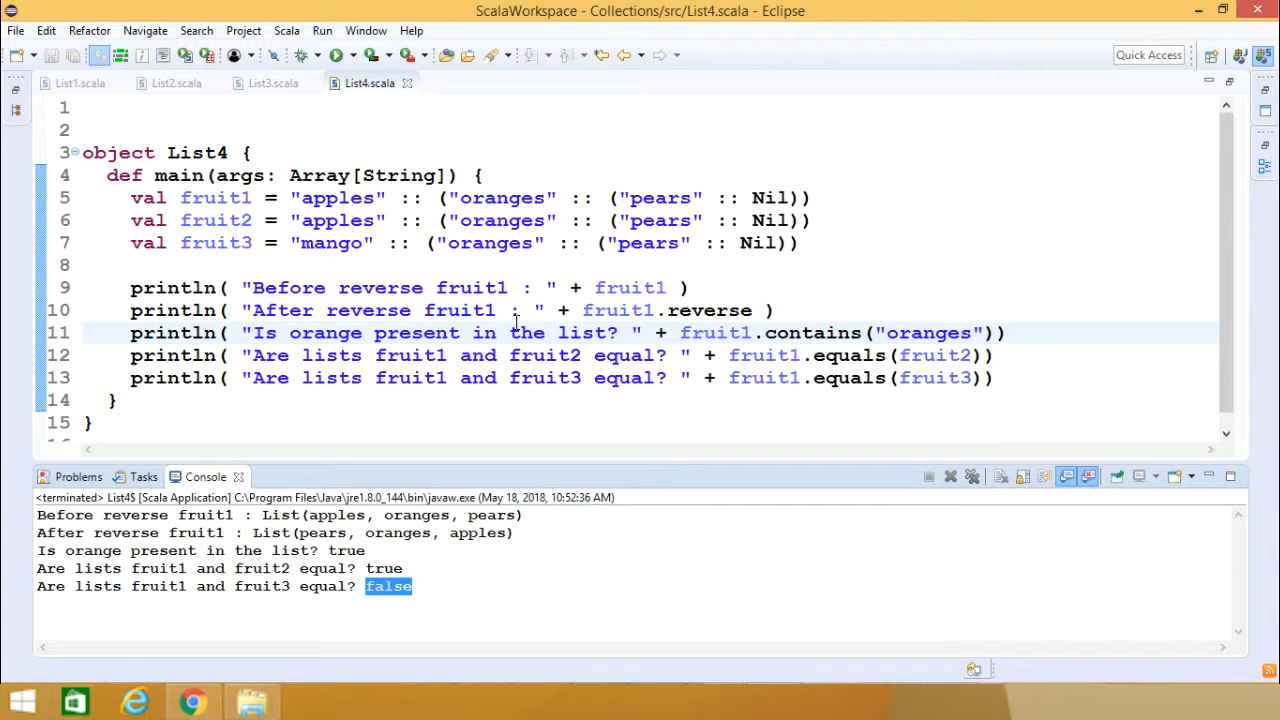 ScalaWorkspace - Collections/src/List4.scala - Eclipse
File Edit Refactor Navigate Search Project Scala Run Window Help
Quick Access
List1.scala List2.scala List3.scala List4.scala
1
2
3 object List4 {
4 def main(args: Array[String]) {
5 val fruit1 = "apples" :: ("oranges" :: ("pears" :: Nil))
6 val fruit2 = "apples" :: ("oranges" :: ("pears" :: Nil))
7 val fruit3 = "mango" :: ("oranges" :: ("pears" :: Nil))
8
9 println( "Before reverse fruit1 : " + fruit1 )
10 println( "After reverse fruit1 : " + fruit1.reverse )
11 println( "Is orange present in the list? " + fruit1.contains("oranges"))
12 println( "Are lists fruit1 and fruit2 equal? " + fruit1.equals(fruit2))
13 println( "Are lists fruit1 and fruit3 equal? " + fruit1.equals(fruit3))
14 }
15 }
16
Problems Tasks Console
<terminated> List4$ [Scala Application] C:\Program Files\Java\jre1.8.0_144\bin\javaw.exe (May 18, 2018, 10:52:36 AM)
Before reverse fruit1 : List(apples, oranges, pears)
After reverse fruit1 : List(pears, oranges, apples)
Is orange present in the list? true
Are lists fruit1 and fruit2 equal? true
Are lists fruit1 and fruit3 equal? false